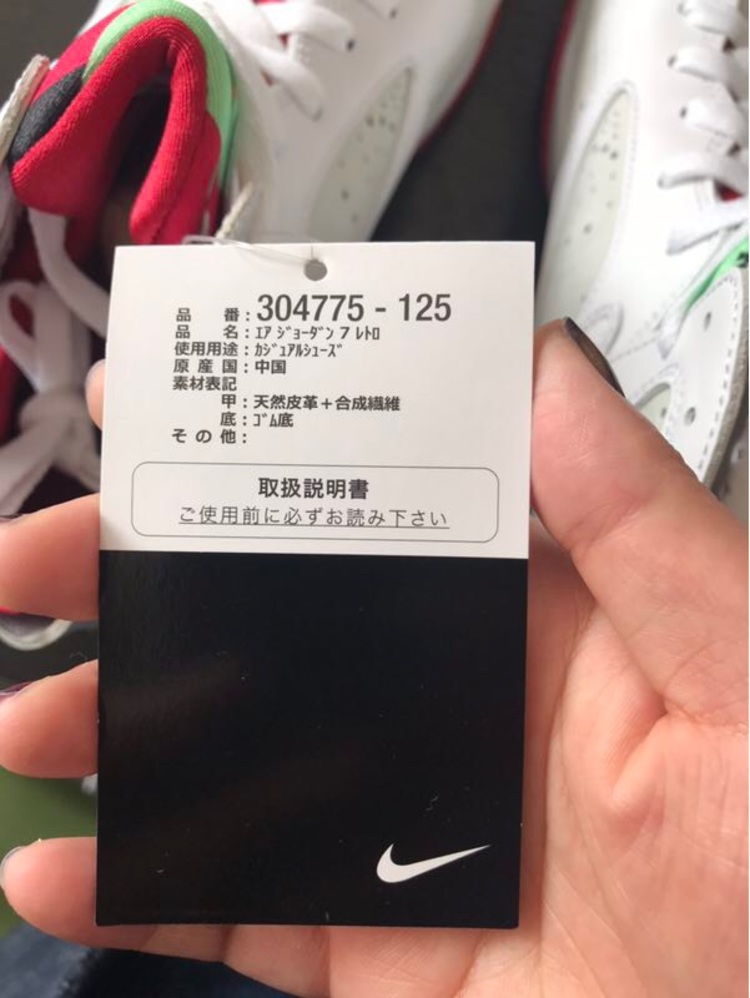 品 番：304775 - 125
品 名：ｴｱ ｼﾞｮｰﾀﾞﾝ 7 ﾚﾄﾛ
使用用途：ｶｼﾞｭｱﾙｼｭｰｽﾞ
原 産 国：中国
素材表記
甲：天然皮革＋合成繊維
底：ｺﾞﾑ底
そ の 他：
取扱説明書
ご使用前に必ずお読み下さい